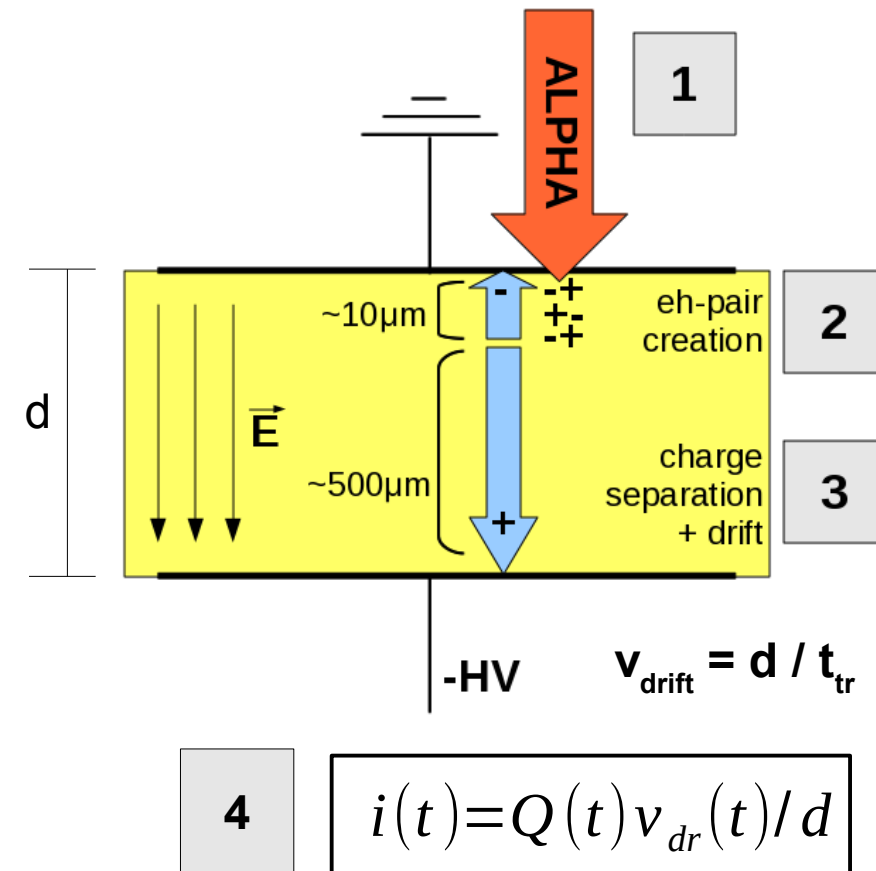 ALPHA
1
~10µm
-
-+
+-
-+
eh-pair
creation
2
d
E
~500µm
+
charge
separation
+ drift
3
-HV
v_drift = d / t_tr
4
i(t)=Q(t)v_dr(t)/d